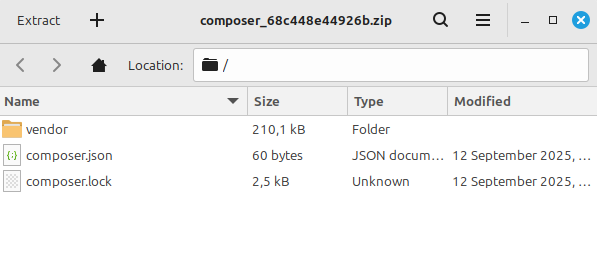 Extract + composer_68c448e44926b.zip
Location: /
Name Size Type Modified
vendor 210,1 kB Folder
composer.json 60 bytes JSON docum… 12 September 2025, …
composer.lock 2,5 kB Unknown 12 September 2025, …